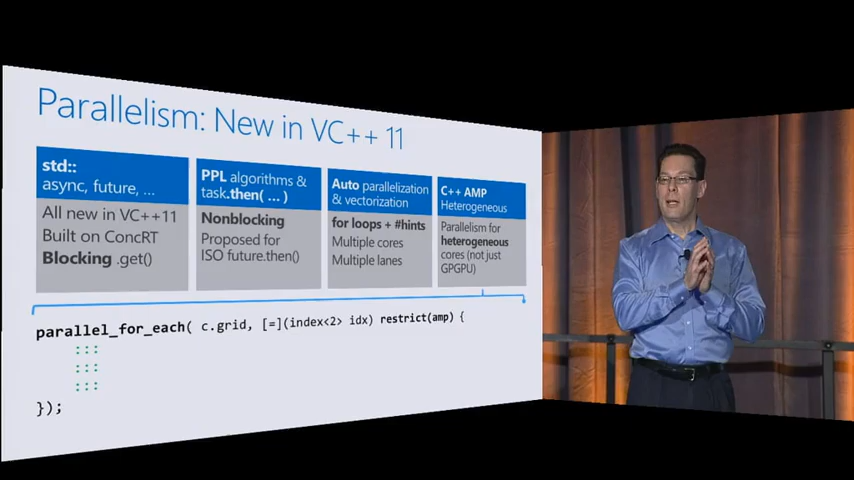 Parallelism: New in VC++ 11
std::
async, future, ...
All new in VC++11
Built on ConcRT
Blocking .get()
PPL algorithms &
task.then( ... )
Nonblocking
Proposed for
ISO future.then()
Auto parallelization
& vectorization
for loops + #hints
Multiple cores
Multiple lanes
C++ AMP
Heterogeneous
Parallelism for
heterogeneous
cores (not just
GPGPU)
parallel_for_each( c.grid, [=](index<2> idx) restrict(amp) {
:::
:::
:::
});